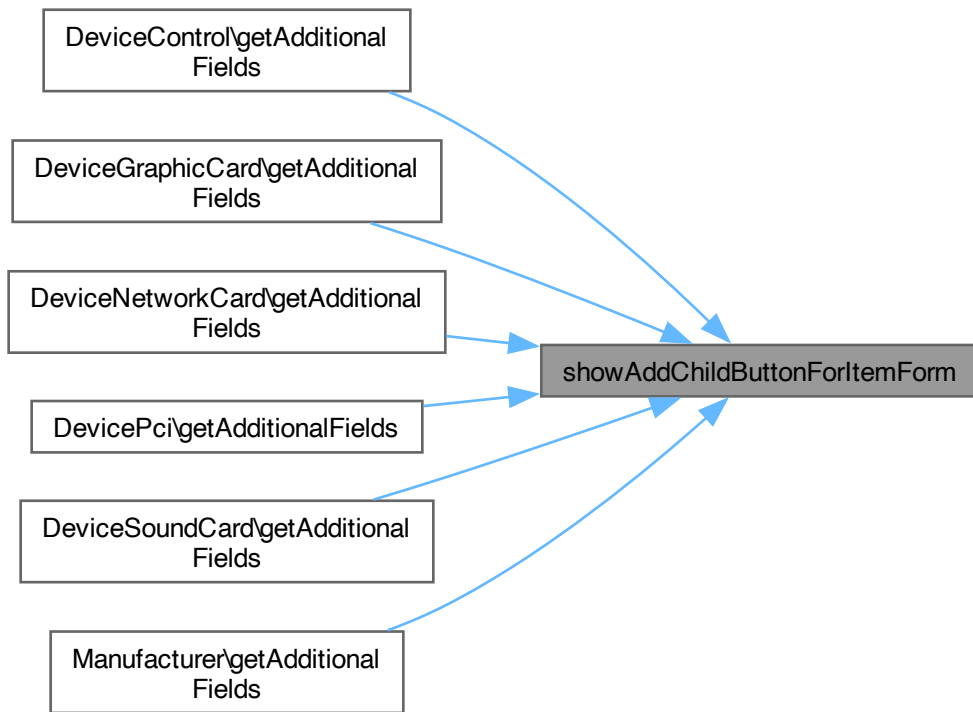 DeviceControl\getAdditional
Fields
DeviceGraphicCard\getAdditional
Fields
DeviceNetworkCard\getAdditional
Fields
showAddChildButtonForItemForm
DevicePci\getAdditionalFields
DeviceSoundCard\getAdditional
Fields
Manufacturer\getAdditional
Fields